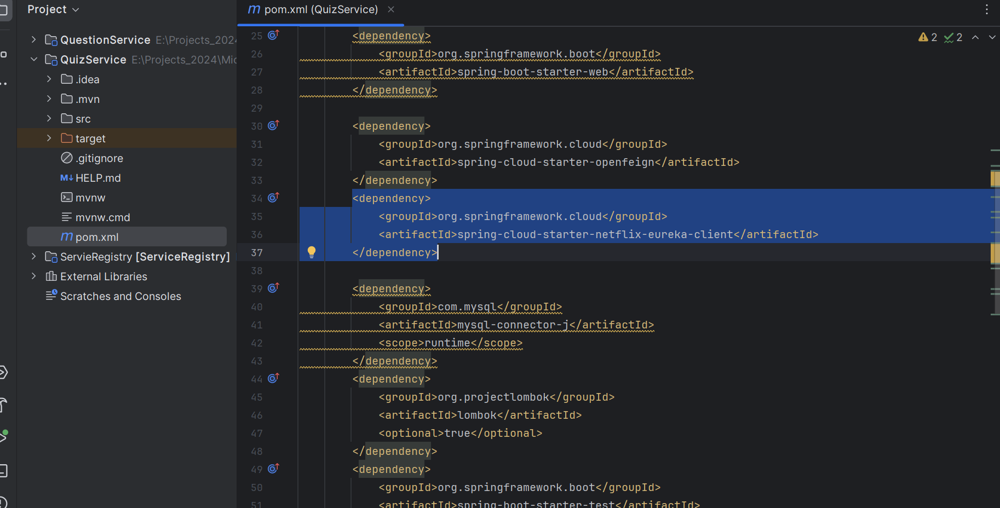 Project
QuestionService E:\Projects_202
QuizService E:\Projects_2024\Mic
.idea
.mvn
src
target
.gitignore
M↓ HELP.md
mvnw
mvnw.cmd
m pom.xml
ServieRegistry [ServiceRegistry]
External Libraries
Scratches and Consoles
m pom.xml (QuizService)
2 2
25 <dependency>
26 <groupId>org.springframework.boot</groupId>
27 <artifactId>spring-boot-starter-web</artifactId>
28 </dependency>
29
30 <dependency>
31 <groupId>org.springframework.cloud</groupId>
32 <artifactId>spring-cloud-starter-openfeign</artifactId>
33 </dependency>
34 <dependency>
35 <groupId>org.springframework.cloud</groupId>
36 <artifactId>spring-cloud-starter-netflix-eureka-client</artifactId>
37 </dependency>
38
39 <dependency>
40 <groupId>com.mysql</groupId>
41 <artifactId>mysql-connector-j</artifactId>
42 <scope>runtime</scope>
43 </dependency>
44 <dependency>
45 <groupId>org.projectlombok</groupId>
46 <artifactId>lombok</artifactId>
47 <optional>true</optional>
48 </dependency>
49 <dependency>
50 <groupId>org.springframework.boot</groupId>
51 <artifactId>spring-boot-starter-test</artifactId>